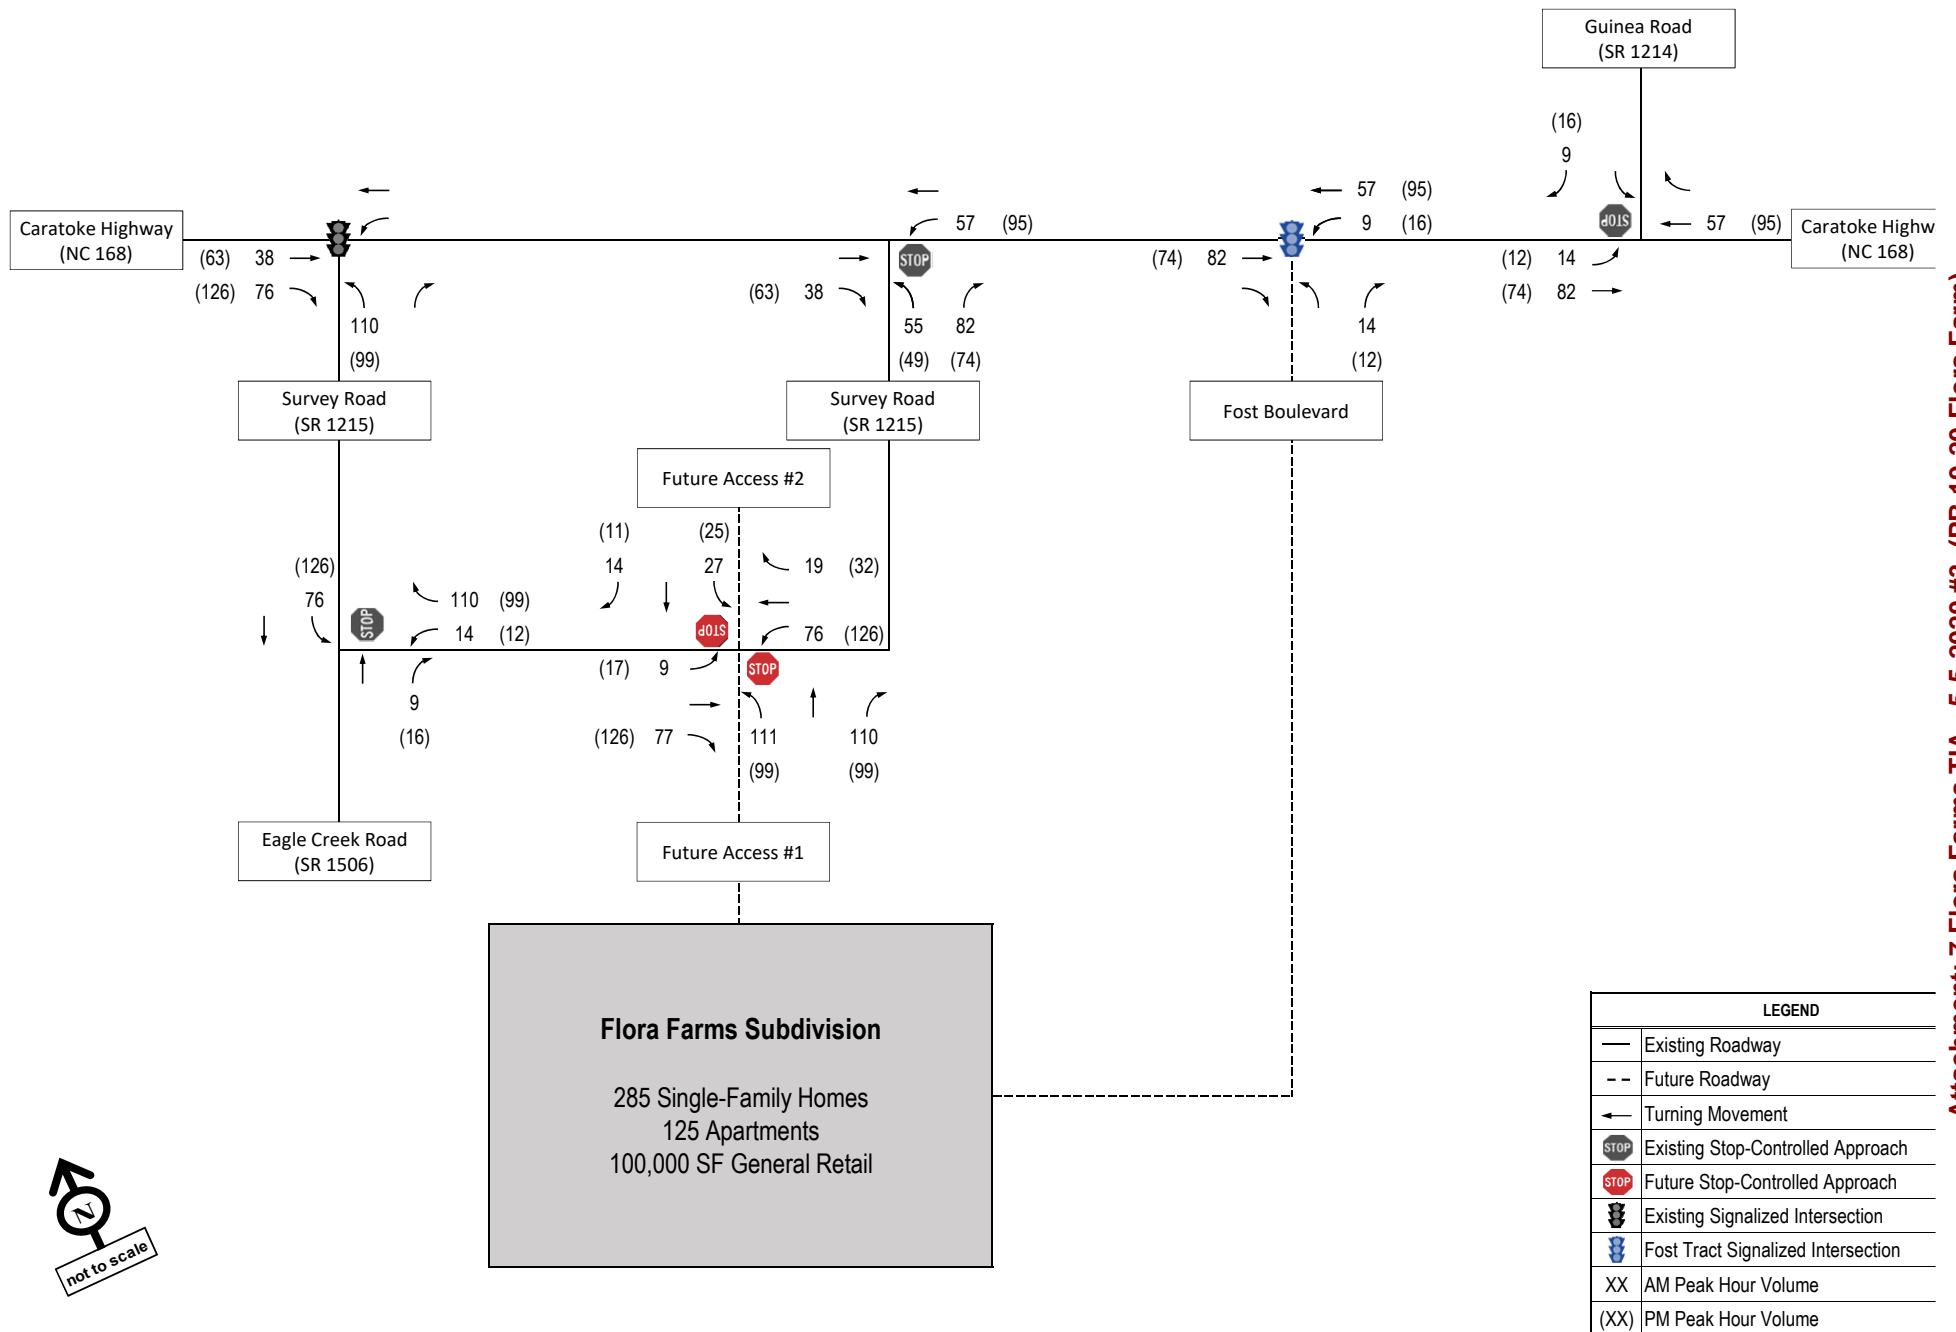 Guinea Road
(SR 1214)
(16)
9
57 (95)
9 (16)
57 (95)
57 (95)
Caratoke Highway
(NC 168)
(63) 38
(126) 76
110
(99)
STOP
(63) 38
55 82
(49) (74)
(74) 82
14
(12)
STOP
(12) 14
(74) 82
Caratoke Highw
(NC 168)
Survey Road
(SR 1215)
Survey Road
(SR 1215)
Fost Boulevard
Future Access #2
(11) (25)
14 27
19 (32)
(126)
76
STOP
110 (99)
14 (12)
STOP
76 (126)
(17) 9
STOP
9
(16)
(126) 77
111 110
(99) (99)
Eagle Creek Road
(SR 1506)
Future Access #1
Flora Farms Subdivision
285 Single-Family Homes
125 Apartments
100,000 SF General Retail
N
not to scale
LEGEND
Existing Roadway
Future Roadway
Turning Movement
STOP Existing Stop-Controlled Approach
STOP Future Stop-Controlled Approach
Existing Signalized Intersection
Fost Tract Signalized Intersection
XX AM Peak Hour Volume
(XX) PM Peak Hour Volume